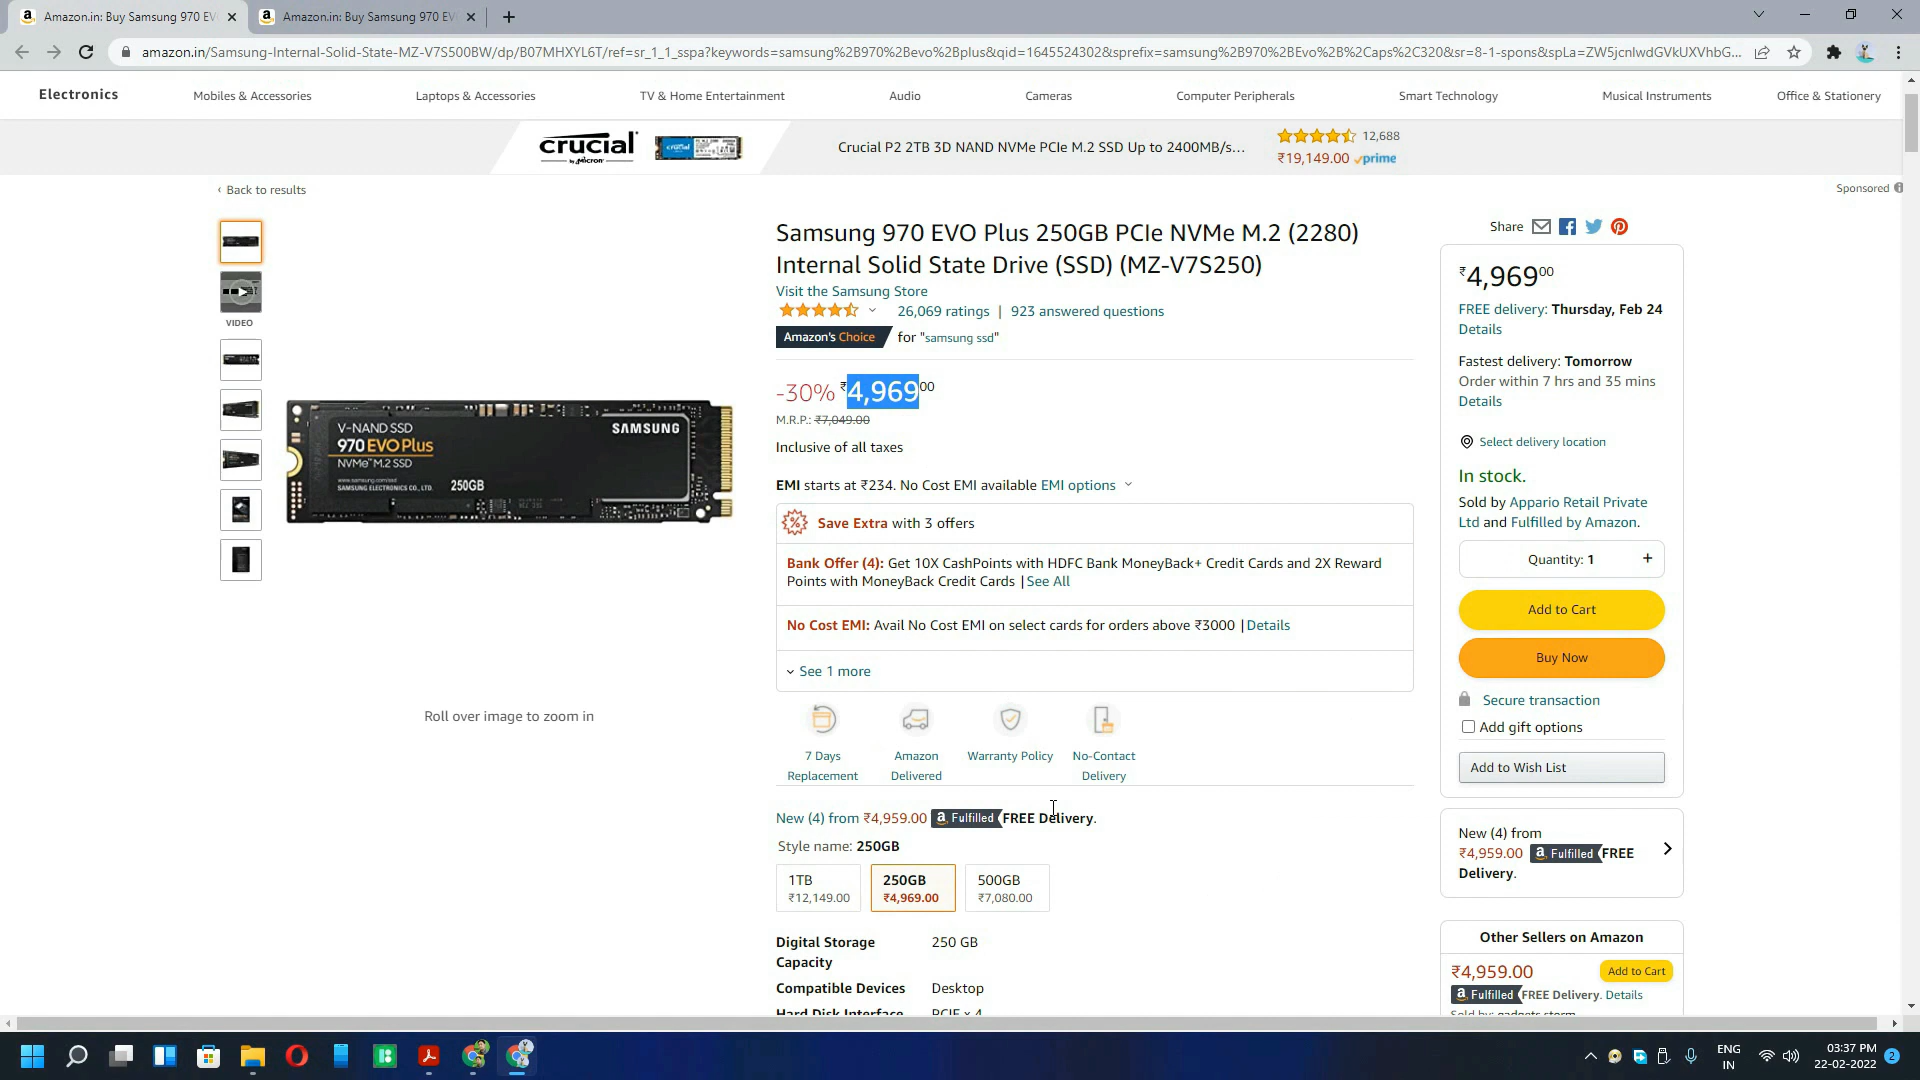 Amazon.in: Buy Samsung 970 EV
Amazon.in: Buy Samsung 970 EV
amazon.in/Samsung-Internal-Solid-State-MZ-V7S500BW/dp/B07MHXYL6T/ref=sr_1_1_sspa?keywords=samsung%2B970%2Bevo%2Bplus&qid=1645524302&sprefix=samsung%2B970%2BEvo%2B%2Caps%2C320&sr=8-1-spons&spLa=ZW5jcnlwdGVkUXVhbG...
Electronics Mobiles & Accessories Laptops & Accessories TV & Home Entertainment Audio Cameras Computer Peripherals Smart Technology Musical Instruments Office & Stationery
crucial by Micron
Crucial P2 2TB 3D NAND NVMe PCIe M.2 SSD Up to 2400MB/s...
12,688
₹19,149.00 prime
‹ Back to results
Sponsored
Samsung 970 EVO Plus 250GB PCIe NVMe M.2 (2280)
Internal Solid State Drive (SSD) (MZ-V7S250)
Visit the Samsung Store
26,069 ratings | 923 answered questions
Amazon's Choice for "samsung ssd"
-30% ₹4,969.00
M.R.P.: ₹7,049.00
Inclusive of all taxes
EMI starts at ₹234. No Cost EMI available EMI options
Save Extra with 3 offers
Bank Offer (4): Get 10X CashPoints with HDFC Bank MoneyBack+ Credit Cards and 2X Reward
Points with MoneyBack Credit Cards | See All
No Cost EMI: Avail No Cost EMI on select cards for orders above ₹3000 | Details
See 1 more
7 Days
Replacement
Amazon
Delivered
Warranty Policy
No-Contact
Delivery
New (4) from ₹4,959.00 Fulfilled FREE Delivery.
Style name: 250GB
1TB
₹12,149.00
250GB
₹4,969.00
500GB
₹7,080.00
Digital Storage
Capacity
250 GB
Compatible Devices Desktop
Hard Disk Interface PCIE x 4
VIDEO
V-NAND SSD
970 EVO Plus
NVMe™ M.2 SSD
SAMSUNG ELECTRONICS CO., LTD.
250GB
SAMSUNG
Roll over image to zoom in
Share
₹4,969.00
FREE delivery: Thursday, Feb 24
Details
Fastest delivery: Tomorrow
Order within 7 hrs and 35 mins
Details
Select delivery location
In stock.
Sold by Appario Retail Private
Ltd and Fulfilled by Amazon.
Quantity: 1 +
Add to Cart
Buy Now
Secure transaction
Add gift options
Add to Wish List
New (4) from
₹4,959.00 Fulfilled FREE
Delivery.
Other Sellers on Amazon
₹4,959.00
Add to Cart
Fulfilled FREE Delivery. Details
ENG
IN
03:37 PM
22-02-2022
2